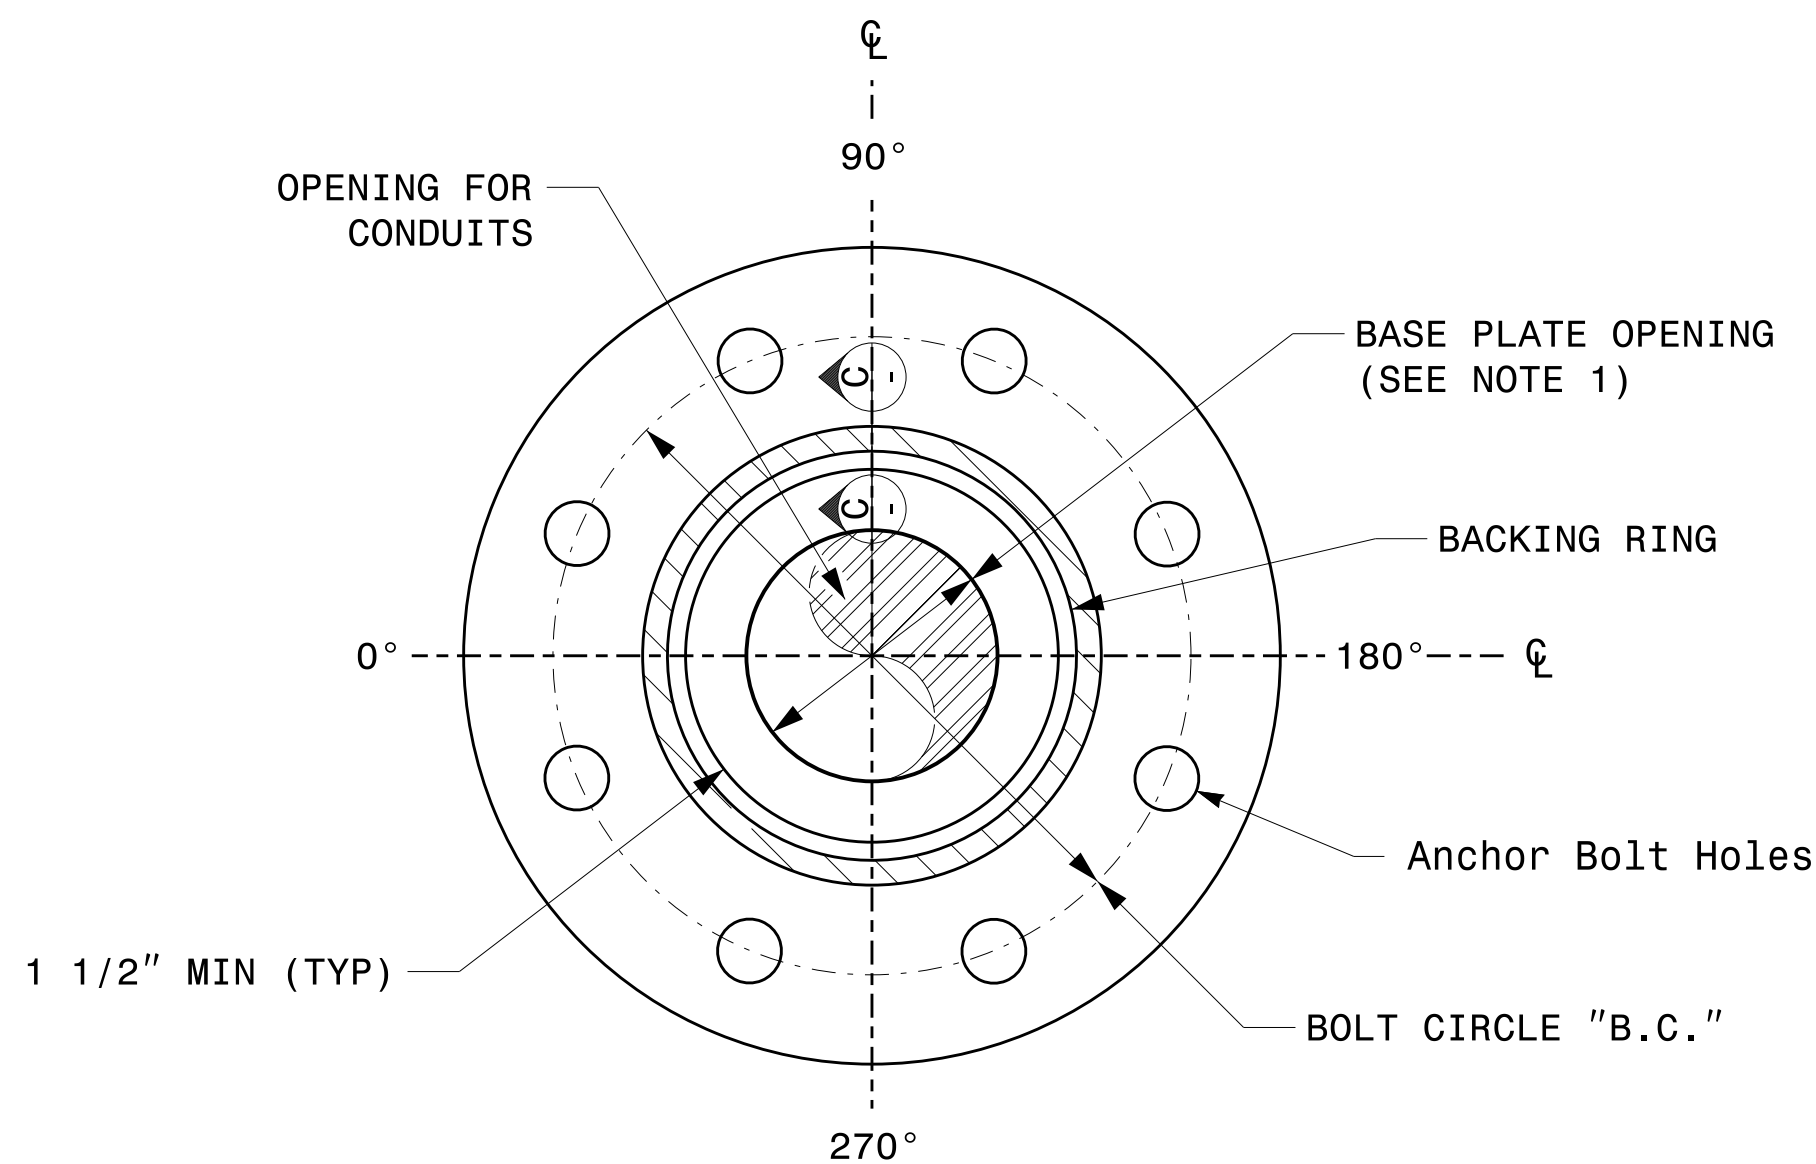 ℄
90°
OPENING FOR
CONDUITS
BASE PLATE OPENING
(SEE NOTE 1)
C -
C -
BACKING RING
0°
180°
℄
Anchor Bolt Holes
1 1/2" MIN (TYP)
BOLT CIRCLE "B.C."
270°